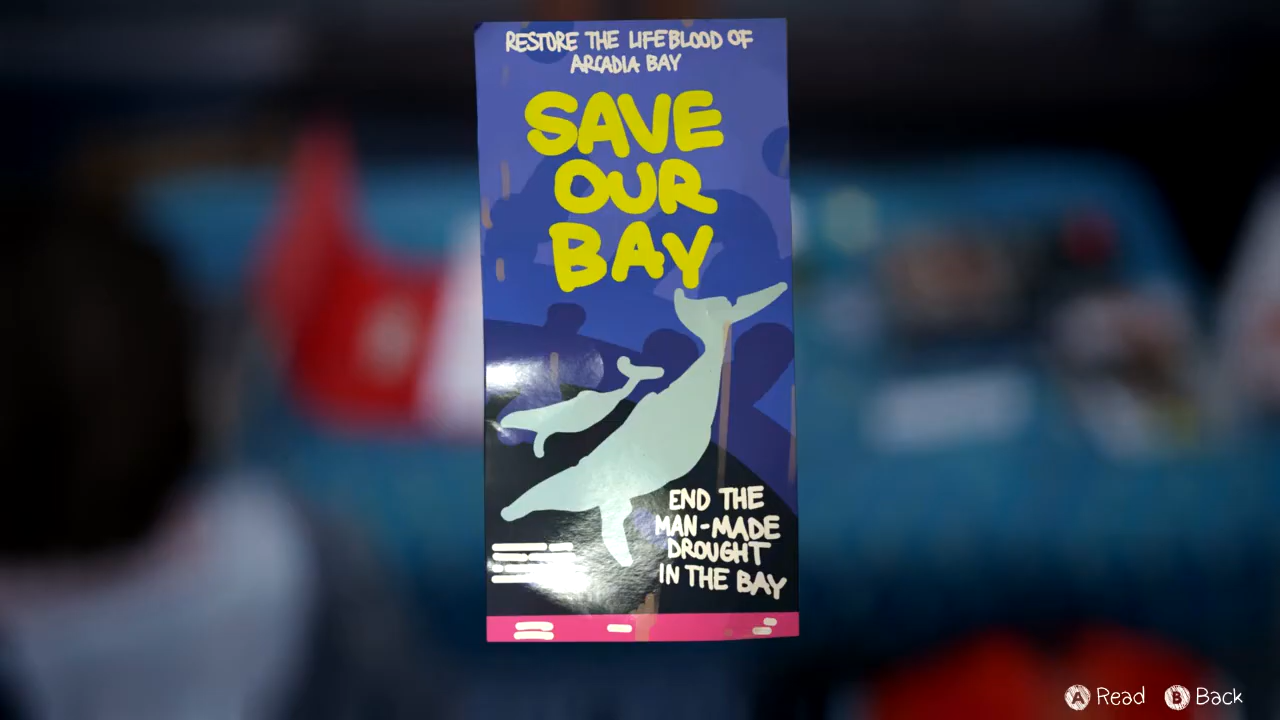 RESTORE THE LIFEBLOOD OF
ARCADIA BAY
SAVE
OUR
BAY
END THE
MAN-MADE
DROUGHT
IN THE BAY
A Read B Back